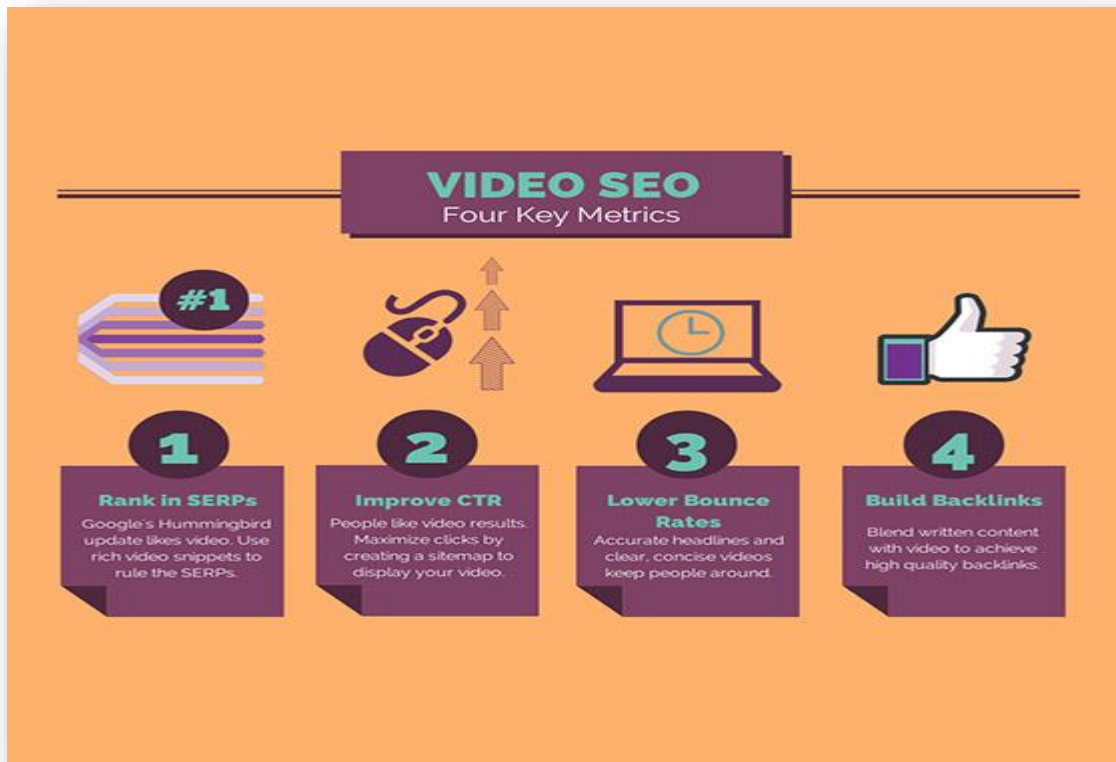 VIDEO SEO
Four Key Metrics
#1
1
Rank in SERPs
Google's Hummingbird
update likes video. Use
rich video snippets to
rule the SERPs.
2
Improve CTR
People like video results.
Maximize clicks by
creating a sitemap to
display your video.
3
Lower Bounce
Rates
Accurate headlines and
clear, concise videos
keep people around.
4
Build Backlinks
Blend written content
with video to achieve
high quality backlinks.